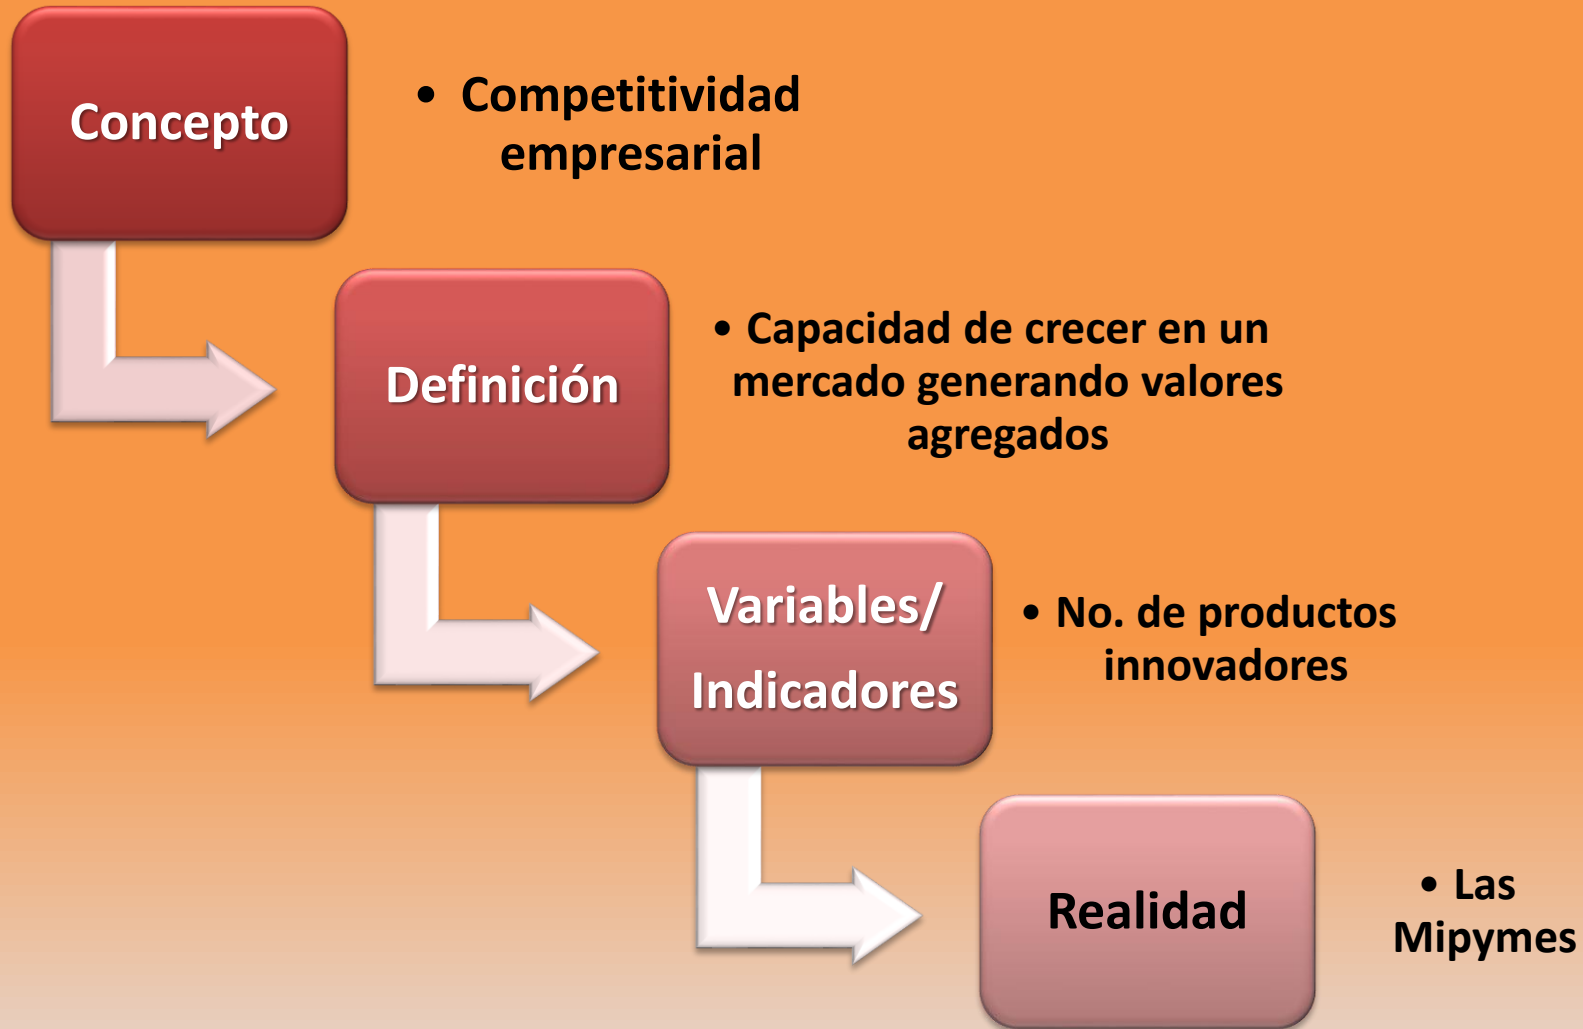 Concepto
• Competitividad
empresarial
Definición
• Capacidad de crecer en un
mercado generando valores
agregados
Variables/
Indicadores
• No. de productos
innovadores
Realidad
• Las
Mipymes